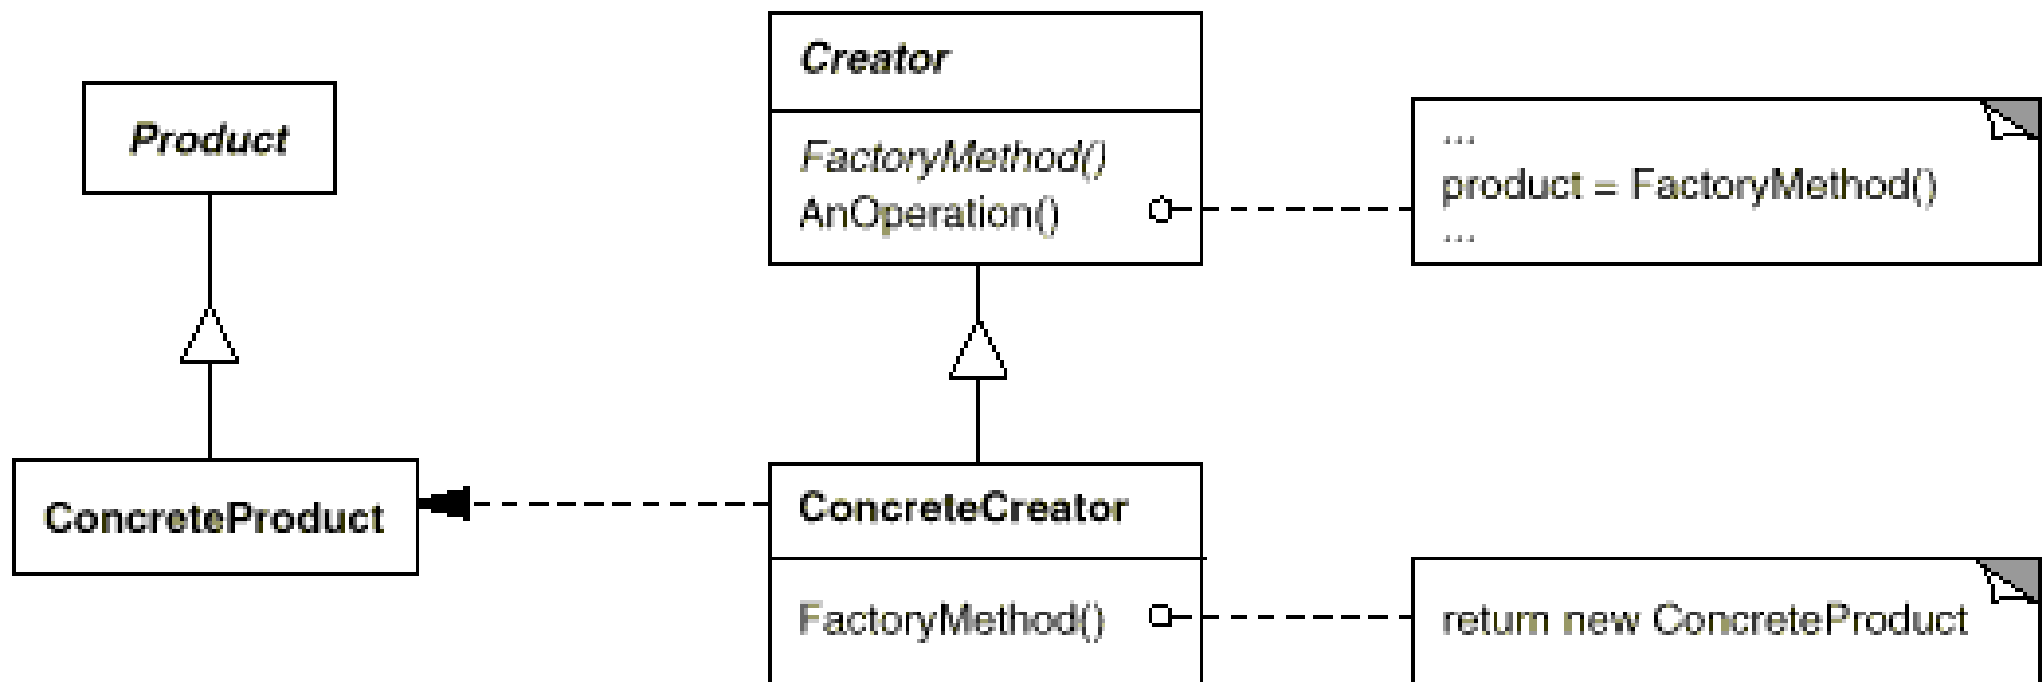 Product
ConcreteProduct
Creator
FactoryMethod()
AnOperation()
...
product = FactoryMethod()
...
ConcreteCreator
FactoryMethod()
return new ConcreteProduct